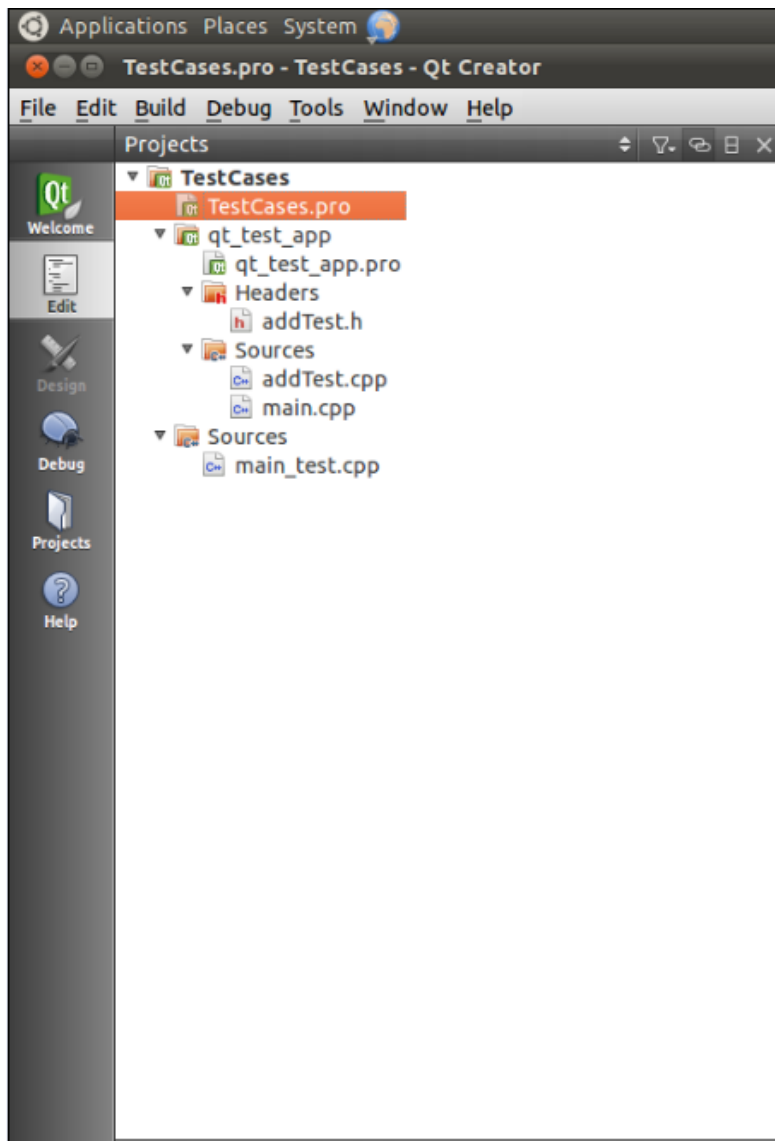 Applications Places System
TestCases.pro - TestCases - Qt Creator
File Edit Build Debug Tools Window Help
Projects
TestCases
TestCases.pro
qt_test_app
qt_test_app.pro
Headers
addTest.h
Sources
addTest.cpp
main.cpp
Sources
main_test.cpp
Qt
Welcome
Edit
Design
Debug
Projects
Help